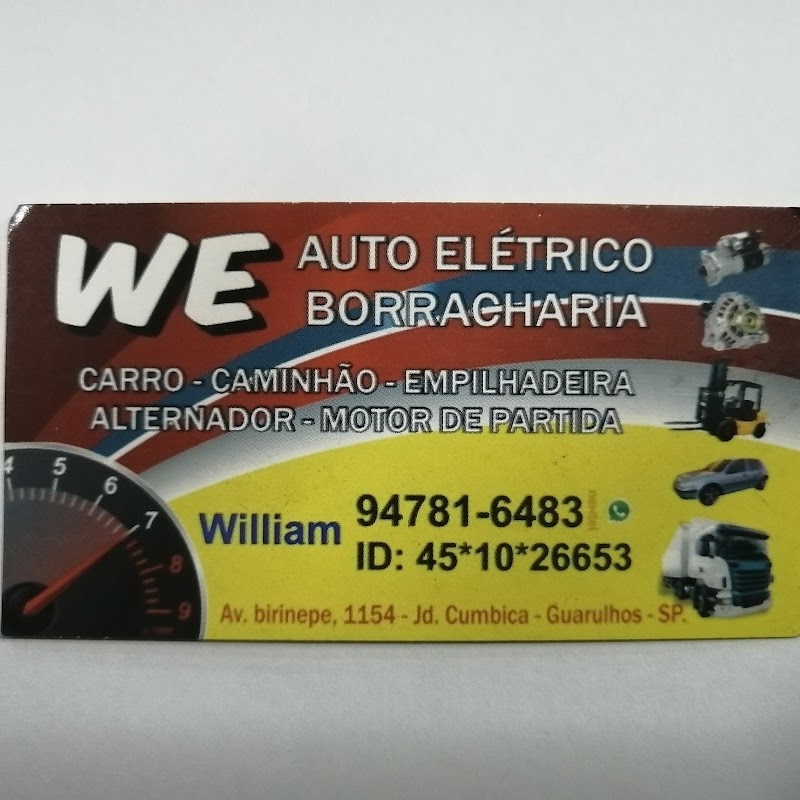 WE
AUTO ELÉTRICO
BORRACHARIA
CARRO - CAMINHÃO - EMPILHADEIRA
ALTERNADOR - MOTOR DE PARTIDA
4 5 6 7 8 9
William
94781-6483
ID: 45*10*26653
Av. birinepe, 1154 - Jd. Cumbica - Guarulhos - SP.